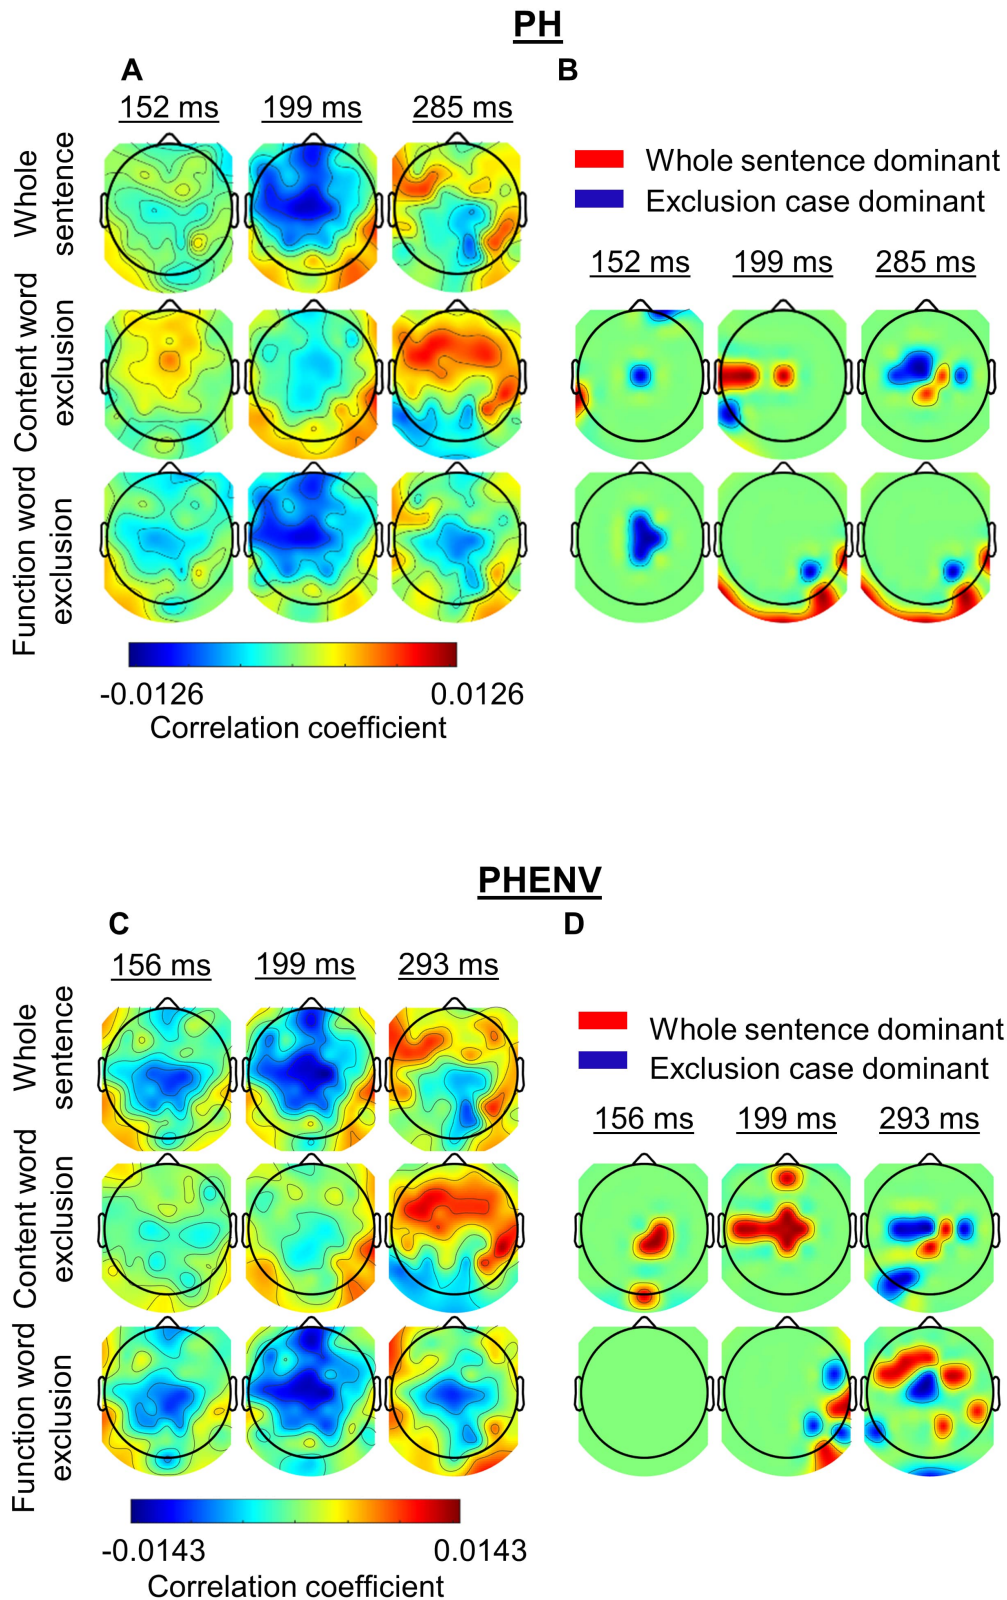 PH
A
B
152 ms
199 ms
285 ms
Whole
sentence
Content word
exclusion
Function word
exclusion
Whole sentence dominant
Exclusion case dominant
152 ms
199 ms
285 ms
-0.0126
0.0126
Correlation coefficient
PHENV
C
D
156 ms
199 ms
293 ms
Whole
sentence
Content word
exclusion
Function word
exclusion
Whole sentence dominant
Exclusion case dominant
156 ms
199 ms
293 ms
-0.0143
0.0143
Correlation coefficient